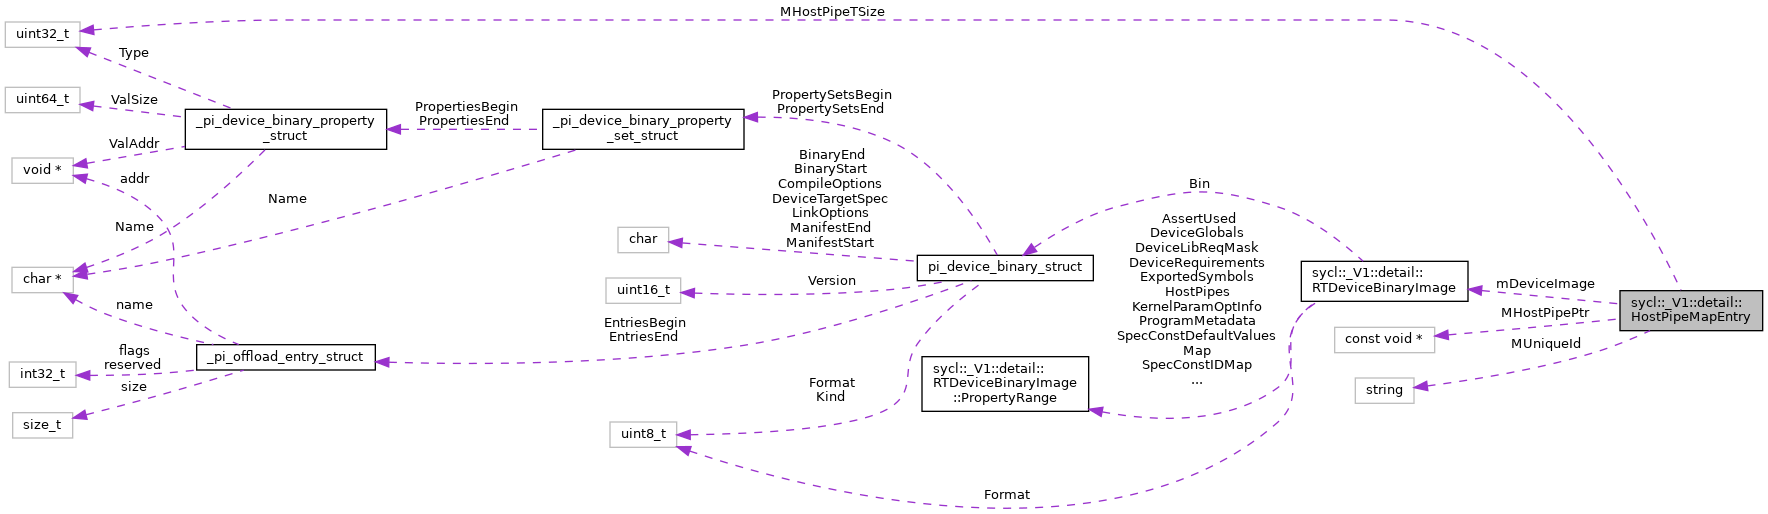 MHostPipeTSize
uint32_t
Type
uint64_t
ValSize
_pi_device_binary_property
_struct
PropertiesBegin
PropertiesEnd
_pi_device_binary_property
_set_struct
PropertySetsBegin
PropertySetsEnd
void *
ValAddr
addr
Name
Name
char *
name
BinaryEnd
BinaryStart
CompileOptions
DeviceTargetSpec
LinkOptions
ManifestEnd
ManifestStart
char
uint16_t
Version
pi_device_binary_struct
Bin
AssertUsed
DeviceGlobals
DeviceLibReqMask
DeviceRequirements
ExportedSymbols
HostPipes
KernelParamOptInfo
ProgramMetadata
SpecConstDefaultValues
Map
SpecConstIDMap
...
sycl::_V1::detail::
RTDeviceBinaryImage
mDeviceImage
MHostPipePtr
MUniqueId
sycl::_V1::detail::
HostPipeMapEntry
const void *
string
EntriesBegin
EntriesEnd
_pi_offload_entry_struct
flags
reserved
int32_t
size
size_t
Format
Kind
sycl::_V1::detail::
RTDeviceBinaryImage
::PropertyRange
uint8_t
Format